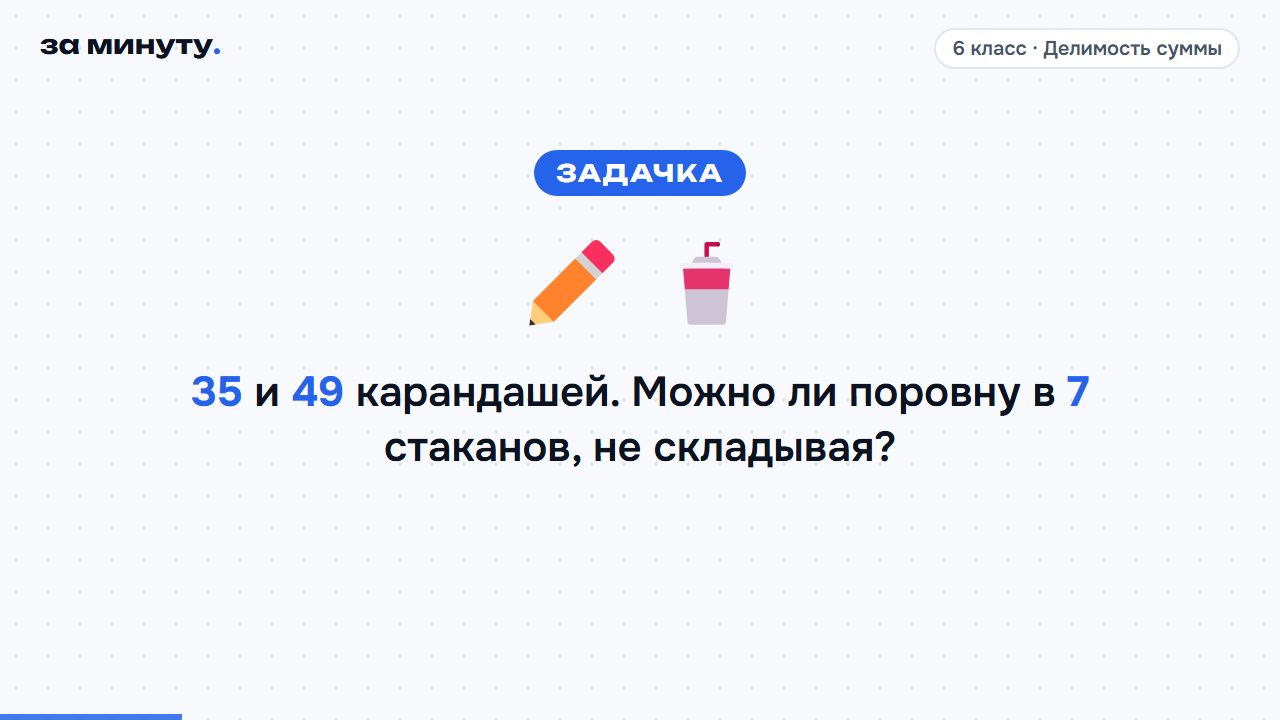 за минуту.
6 класс · Делимость суммы
ЗАДАЧКА
35 и 49 карандашей. Можно ли поровну в 7
стаканов, не складывая?